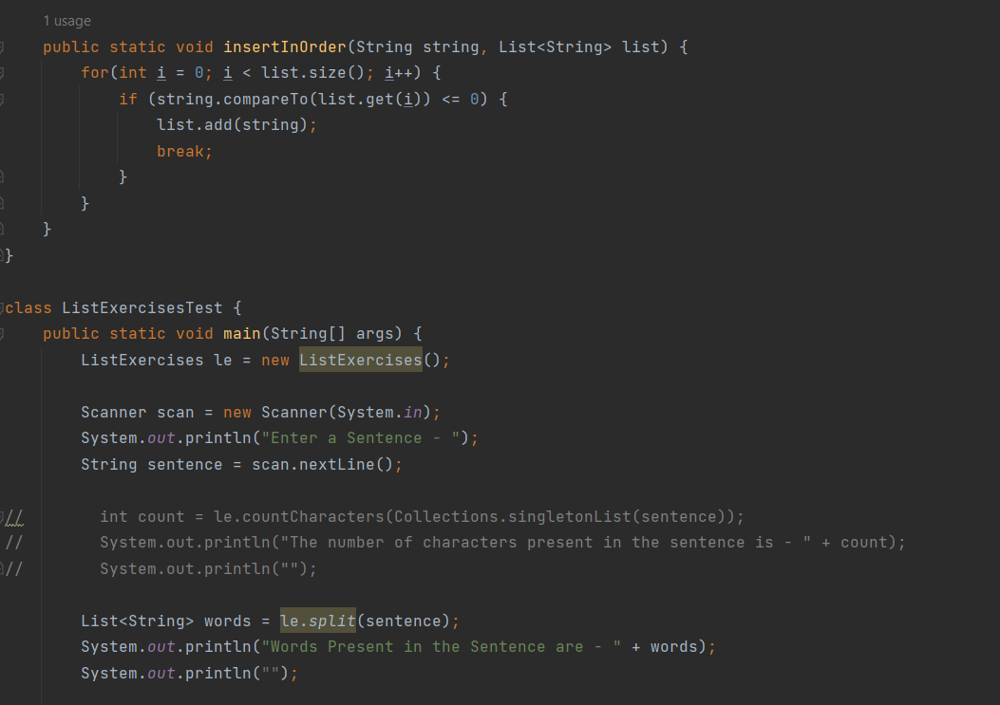 1 usage
public static void insertInOrder(String string, List<String> list) {
for(int i = 0; i < list.size(); i++) {
if (string.compareTo(list.get(i)) <= 0) {
list.add(string);
break;
}
}
}
}
class ListExercisesTest {
public static void main(String[] args) {
ListExercises le = new ListExercises();
Scanner scan = new Scanner(System.in);
System.out.println("Enter a Sentence - ");
String sentence = scan.nextLine();
// int count = le.countCharacters(Collections.singletonList(sentence));
// System.out.println("The number of characters present in the sentence is - " + count);
// System.out.println("");
List<String> words = le.split(sentence);
System.out.println("Words Present in the Sentence are - " + words);
System.out.println("");